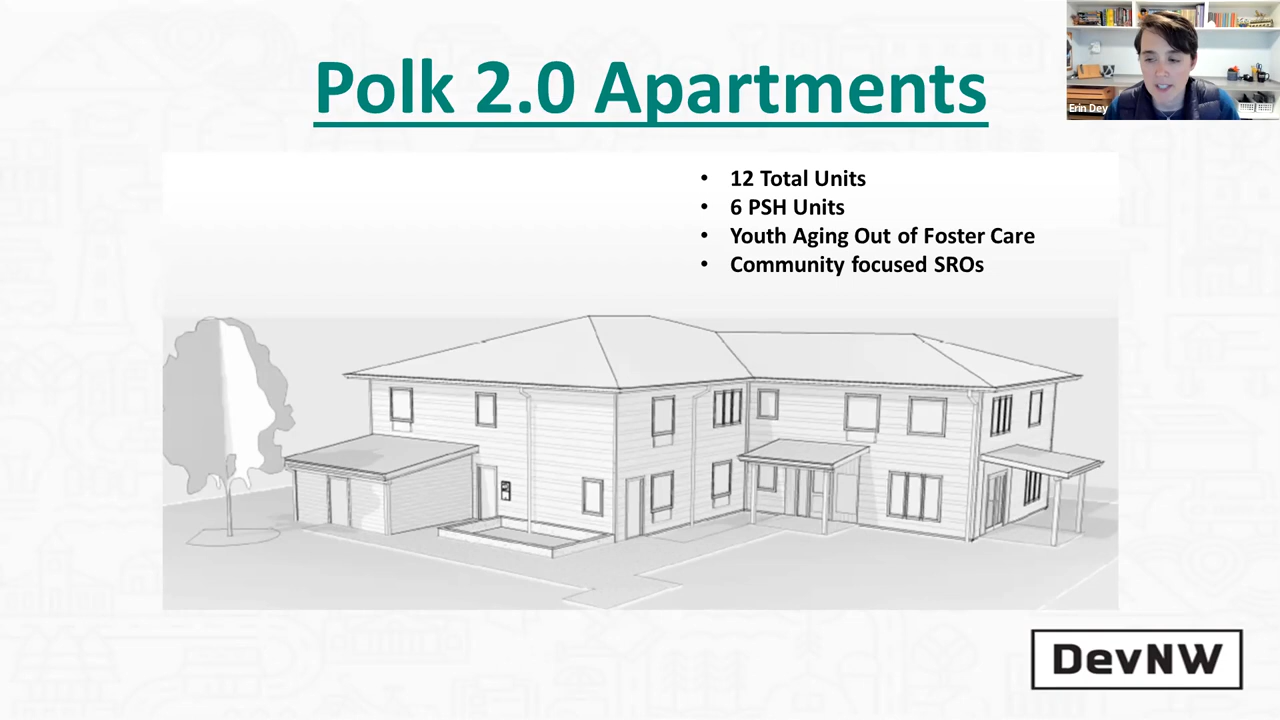 Polk 2.0 Apartments
Erin Dey
• 12 Total Units
• 6 PSH Units
• Youth Aging Out of Foster Care
• Community focused SROs
DevNW